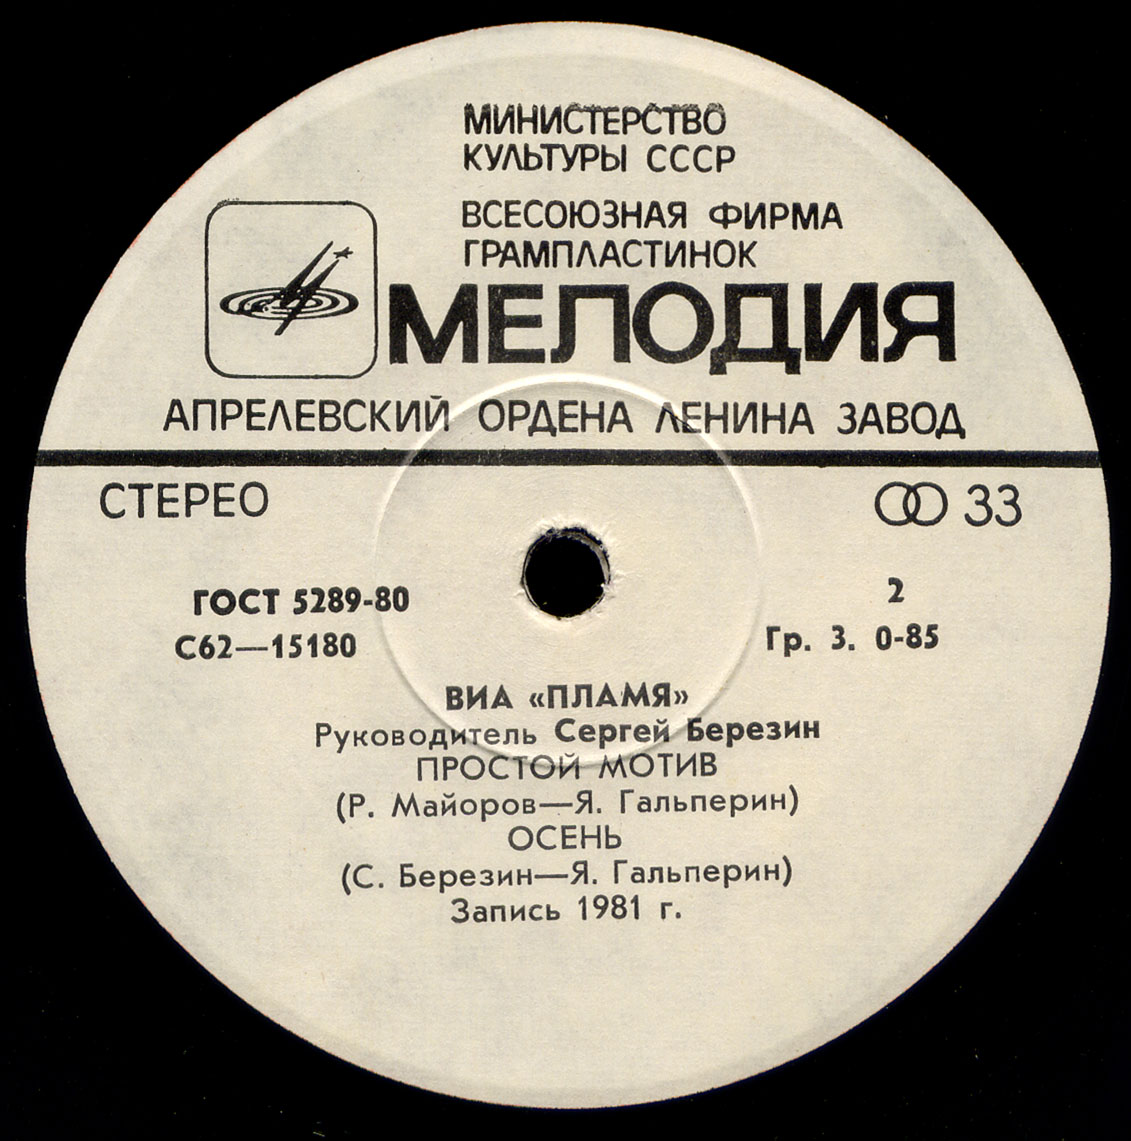 МИНИСТЕРСТВО
КУЛЬТУРЫ СССР
ВСЕСОЮЗНАЯ ФИРМА
ГРАМПЛАСТИНОК
МЕЛОДИЯ
АПРЕЛЕВСКИЙ ОРДЕНА ЛЕНИНА ЗАВОД
СТЕРЕО
33
ГОСТ 5289-80
2
С62—15180
Гр. 3. 0-85
ВИА «ПЛАМЯ»
Руководитель Сергей Березин
ПРОСТОЙ МОТИВ
(Р. Майоров—Я. Гальперин)
ОСЕНЬ
(С. Березин—Я. Гальперин)
Запись 1981 г.